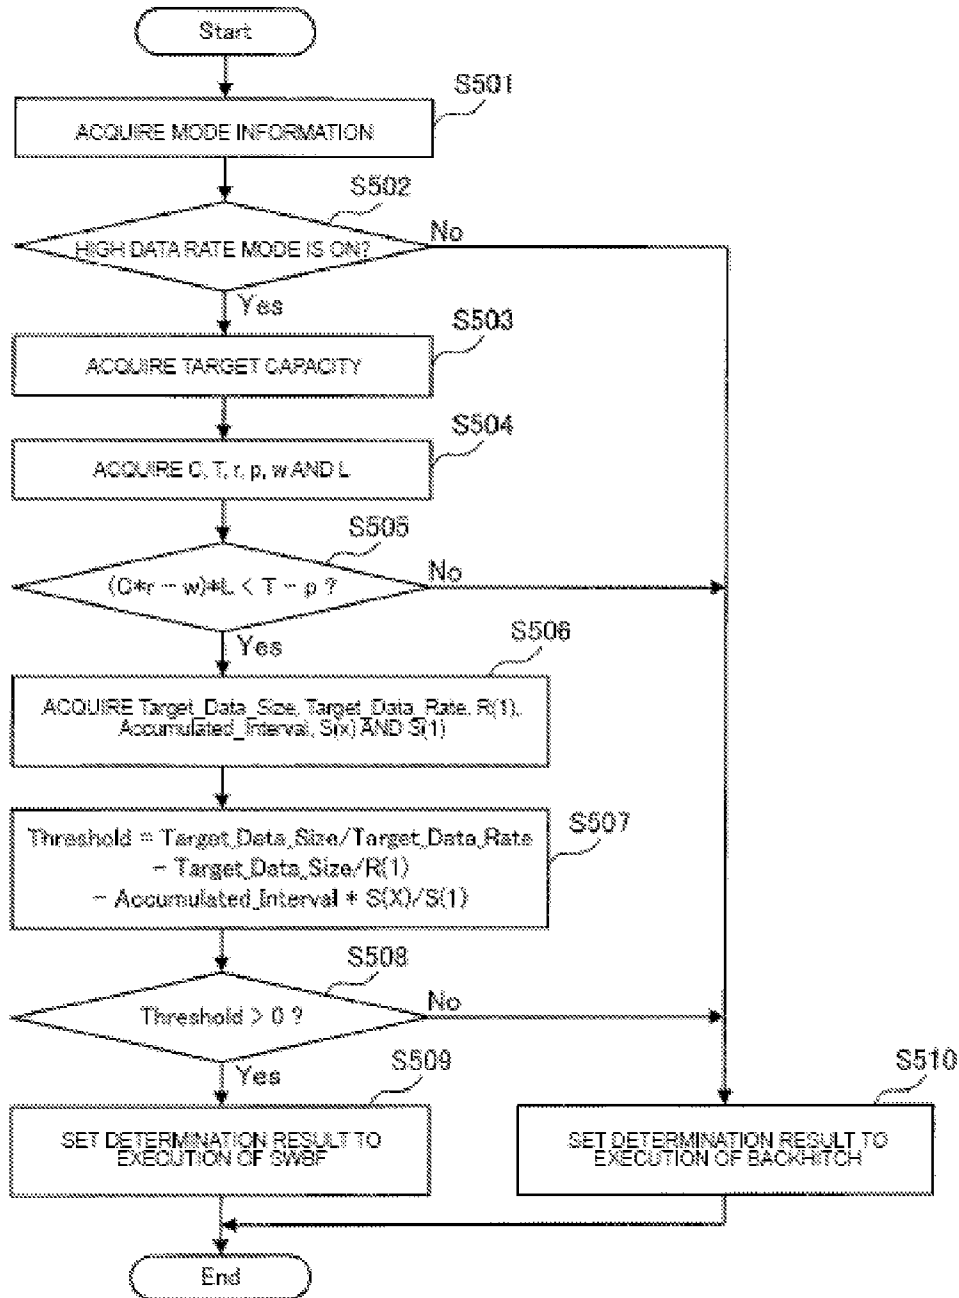 Start
S501
ACQUIRE MODE INFORMATION
S502
HIGH DATA RATE MODE IS ON?
No
Yes
S503
ACQUIRE TARGET CAPACITY
S504
ACQUIRE C, T, r, p, w AND L
S505
(C*r - w)*L < T - p ?
No
Yes
S506
ACQUIRE Target_Data_Size, Target_Data_Rate, R(1),
Accumulated_Interval, S(x) AND S(1)
S507
Threshold = Target_Data_Size/Target_Data_Rate
- Target_Data_Size/R(1)
- Accumulated_Interval * S(X)/S(1)
S508
Threshold > 0 ?
No
Yes
S509
SET DETERMINATION RESULT TO
EXECUTION OF SWBF
S510
SET DETERMINATION RESULT TO
EXECUTION OF BACKHITCH
End